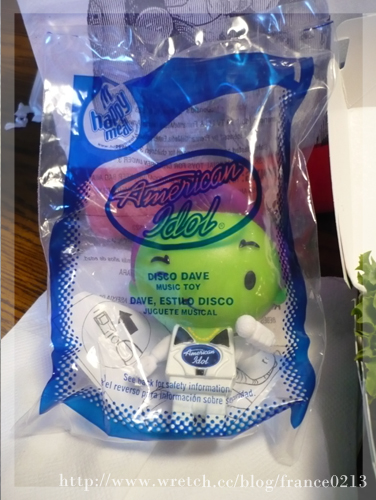 happy
meal
American
Idol
DISCO DAVE
MUSIC TOY
DAVE, ESTILO DISCO
JUGUETE MUSICAL
American
Idol
See back for safety information.
Vea el reverso para información sobre seguridad.
http://www.wretch.cc/blog/france0213